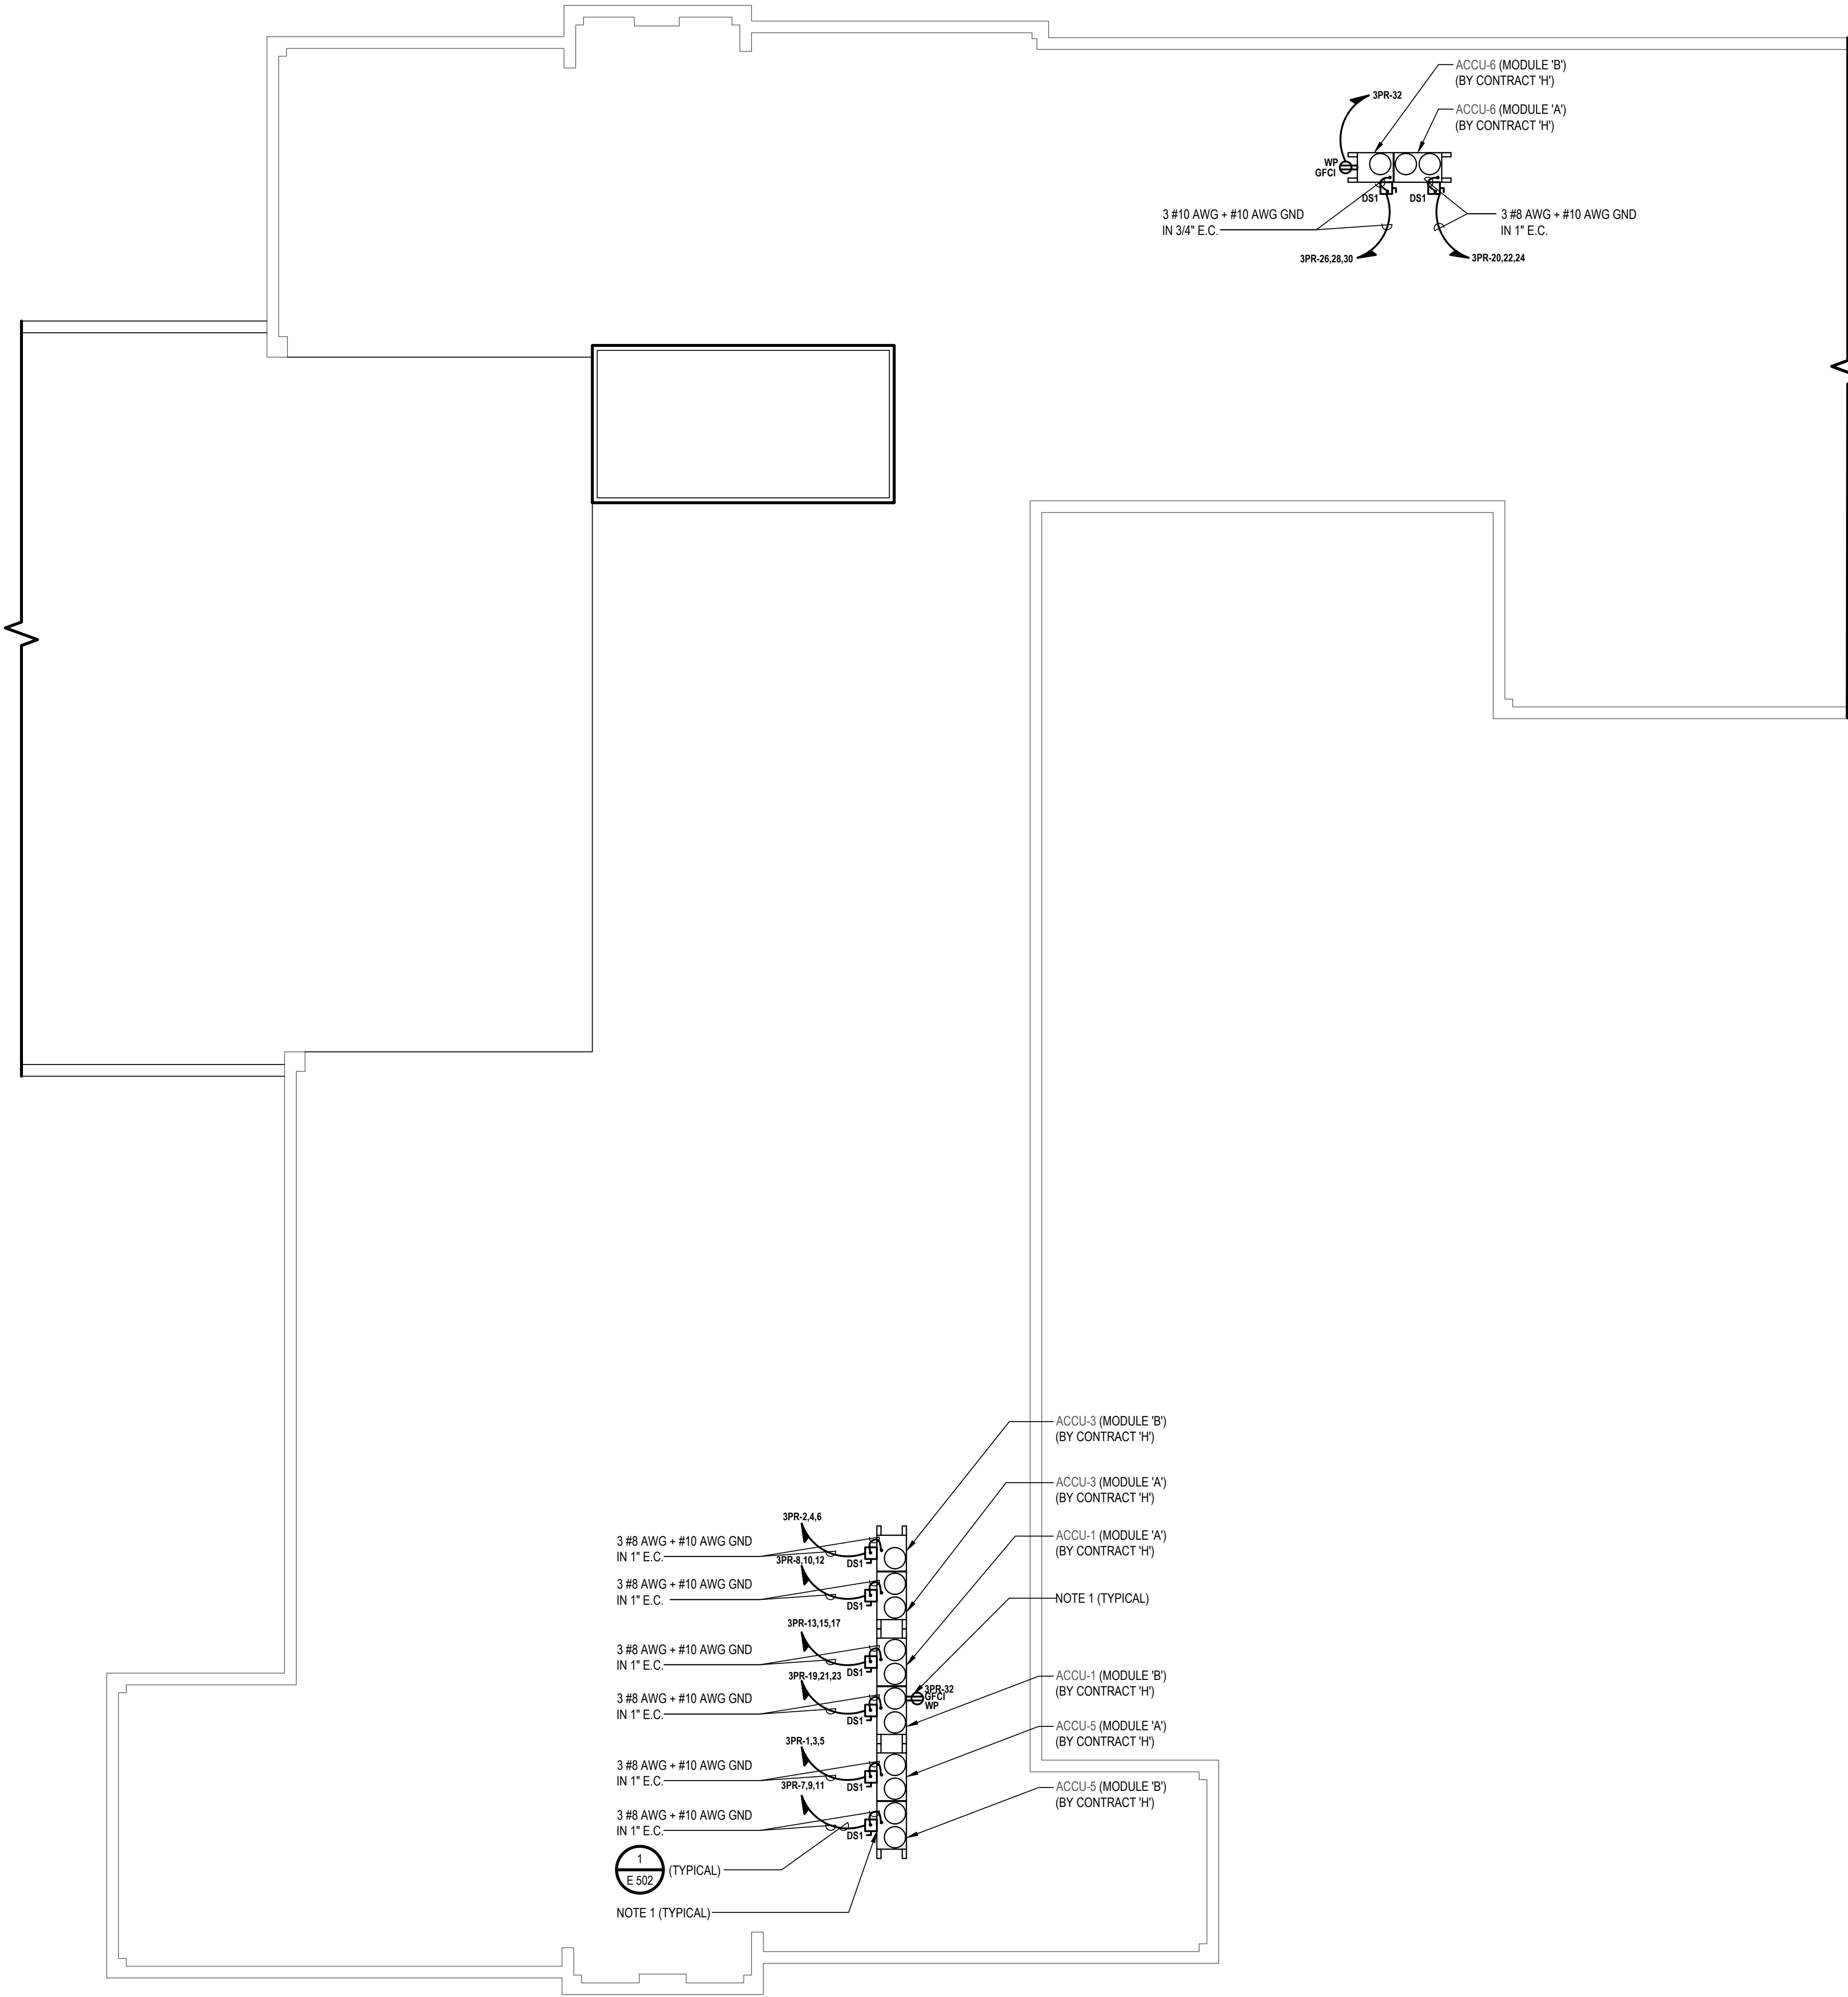 ACCU-6 (MODULE 'B')
(BY CONTRACT 'H')
3PR-32
ACCU-6 (MODULE 'A')
(BY CONTRACT 'H')
WP
GFCI
DS1
DS1
3 #10 AWG + #10 AWG GND
IN 3/4" E.C.
3 #8 AWG + #10 AWG GND
IN 1" E.C.
3PR-26,28,30
3PR-20,22,24
ACCU-3 (MODULE 'B')
(BY CONTRACT 'H')
ACCU-3 (MODULE 'A')
(BY CONTRACT 'H')
3PR-2,4,6
3 #8 AWG + #10 AWG GND
IN 1" E.C.
DS1
ACCU-1 (MODULE 'A')
(BY CONTRACT 'H')
3PR-8,10,12
3 #8 AWG + #10 AWG GND
IN 1" E.C.
DS1
NOTE 1 (TYPICAL)
3PR-13,15,17
3 #8 AWG + #10 AWG GND
IN 1" E.C.
DS1
3PR-19,21,23
ACCU-1 (MODULE 'B')
(BY CONTRACT 'H')
3PR-32
GFCI
WP
3 #8 AWG + #10 AWG GND
IN 1" E.C.
DS1
ACCU-5 (MODULE 'A')
(BY CONTRACT 'H')
3PR-1,3,5
3 #8 AWG + #10 AWG GND
IN 1" E.C.
DS1
3PR-7,9,11
ACCU-5 (MODULE 'B')
(BY CONTRACT 'H')
3 #8 AWG + #10 AWG GND
IN 1" E.C.
DS1
1
E 502
(TYPICAL)
NOTE 1 (TYPICAL)